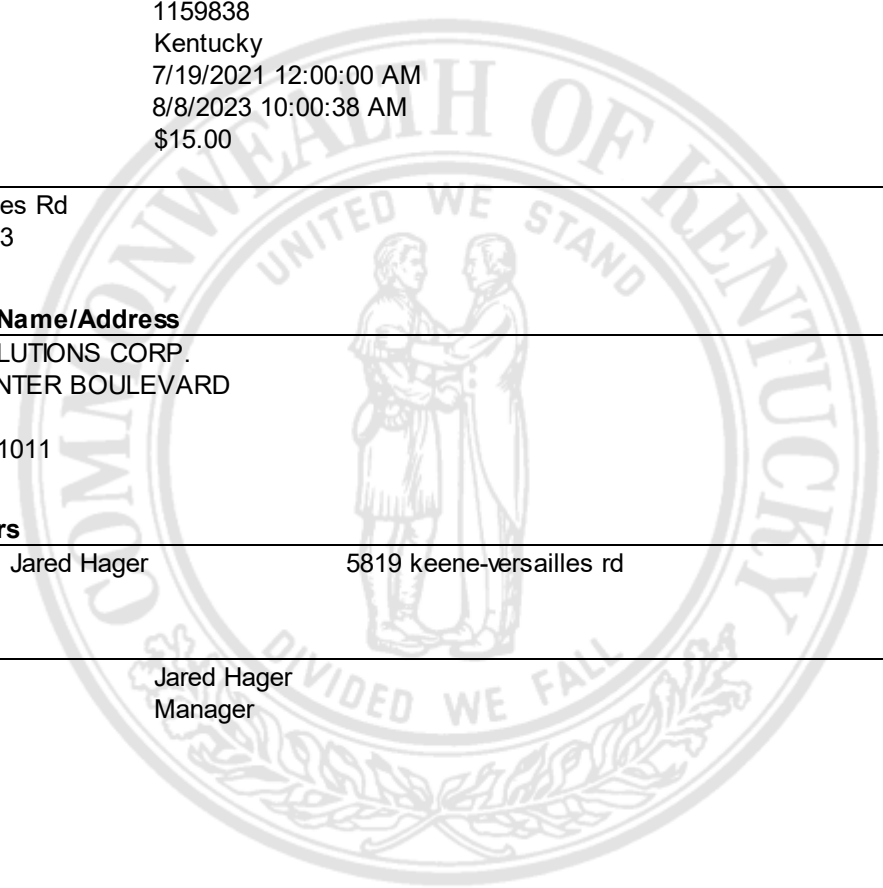 1159838
Kentucky
7/19/2021 12:00:00 AM
8/8/2023 10:00:38 AM
$15.00
es Rd
3
Name/Address
LUTIONS CORP.
NTER BOULEVARD
1011
rs
Jared Hager 5819 keene-versailles rd
Jared Hager
Manager
COMMONWEALTH OF KENTUCKY
UNITED WE STAND
DIVIDED WE FALL